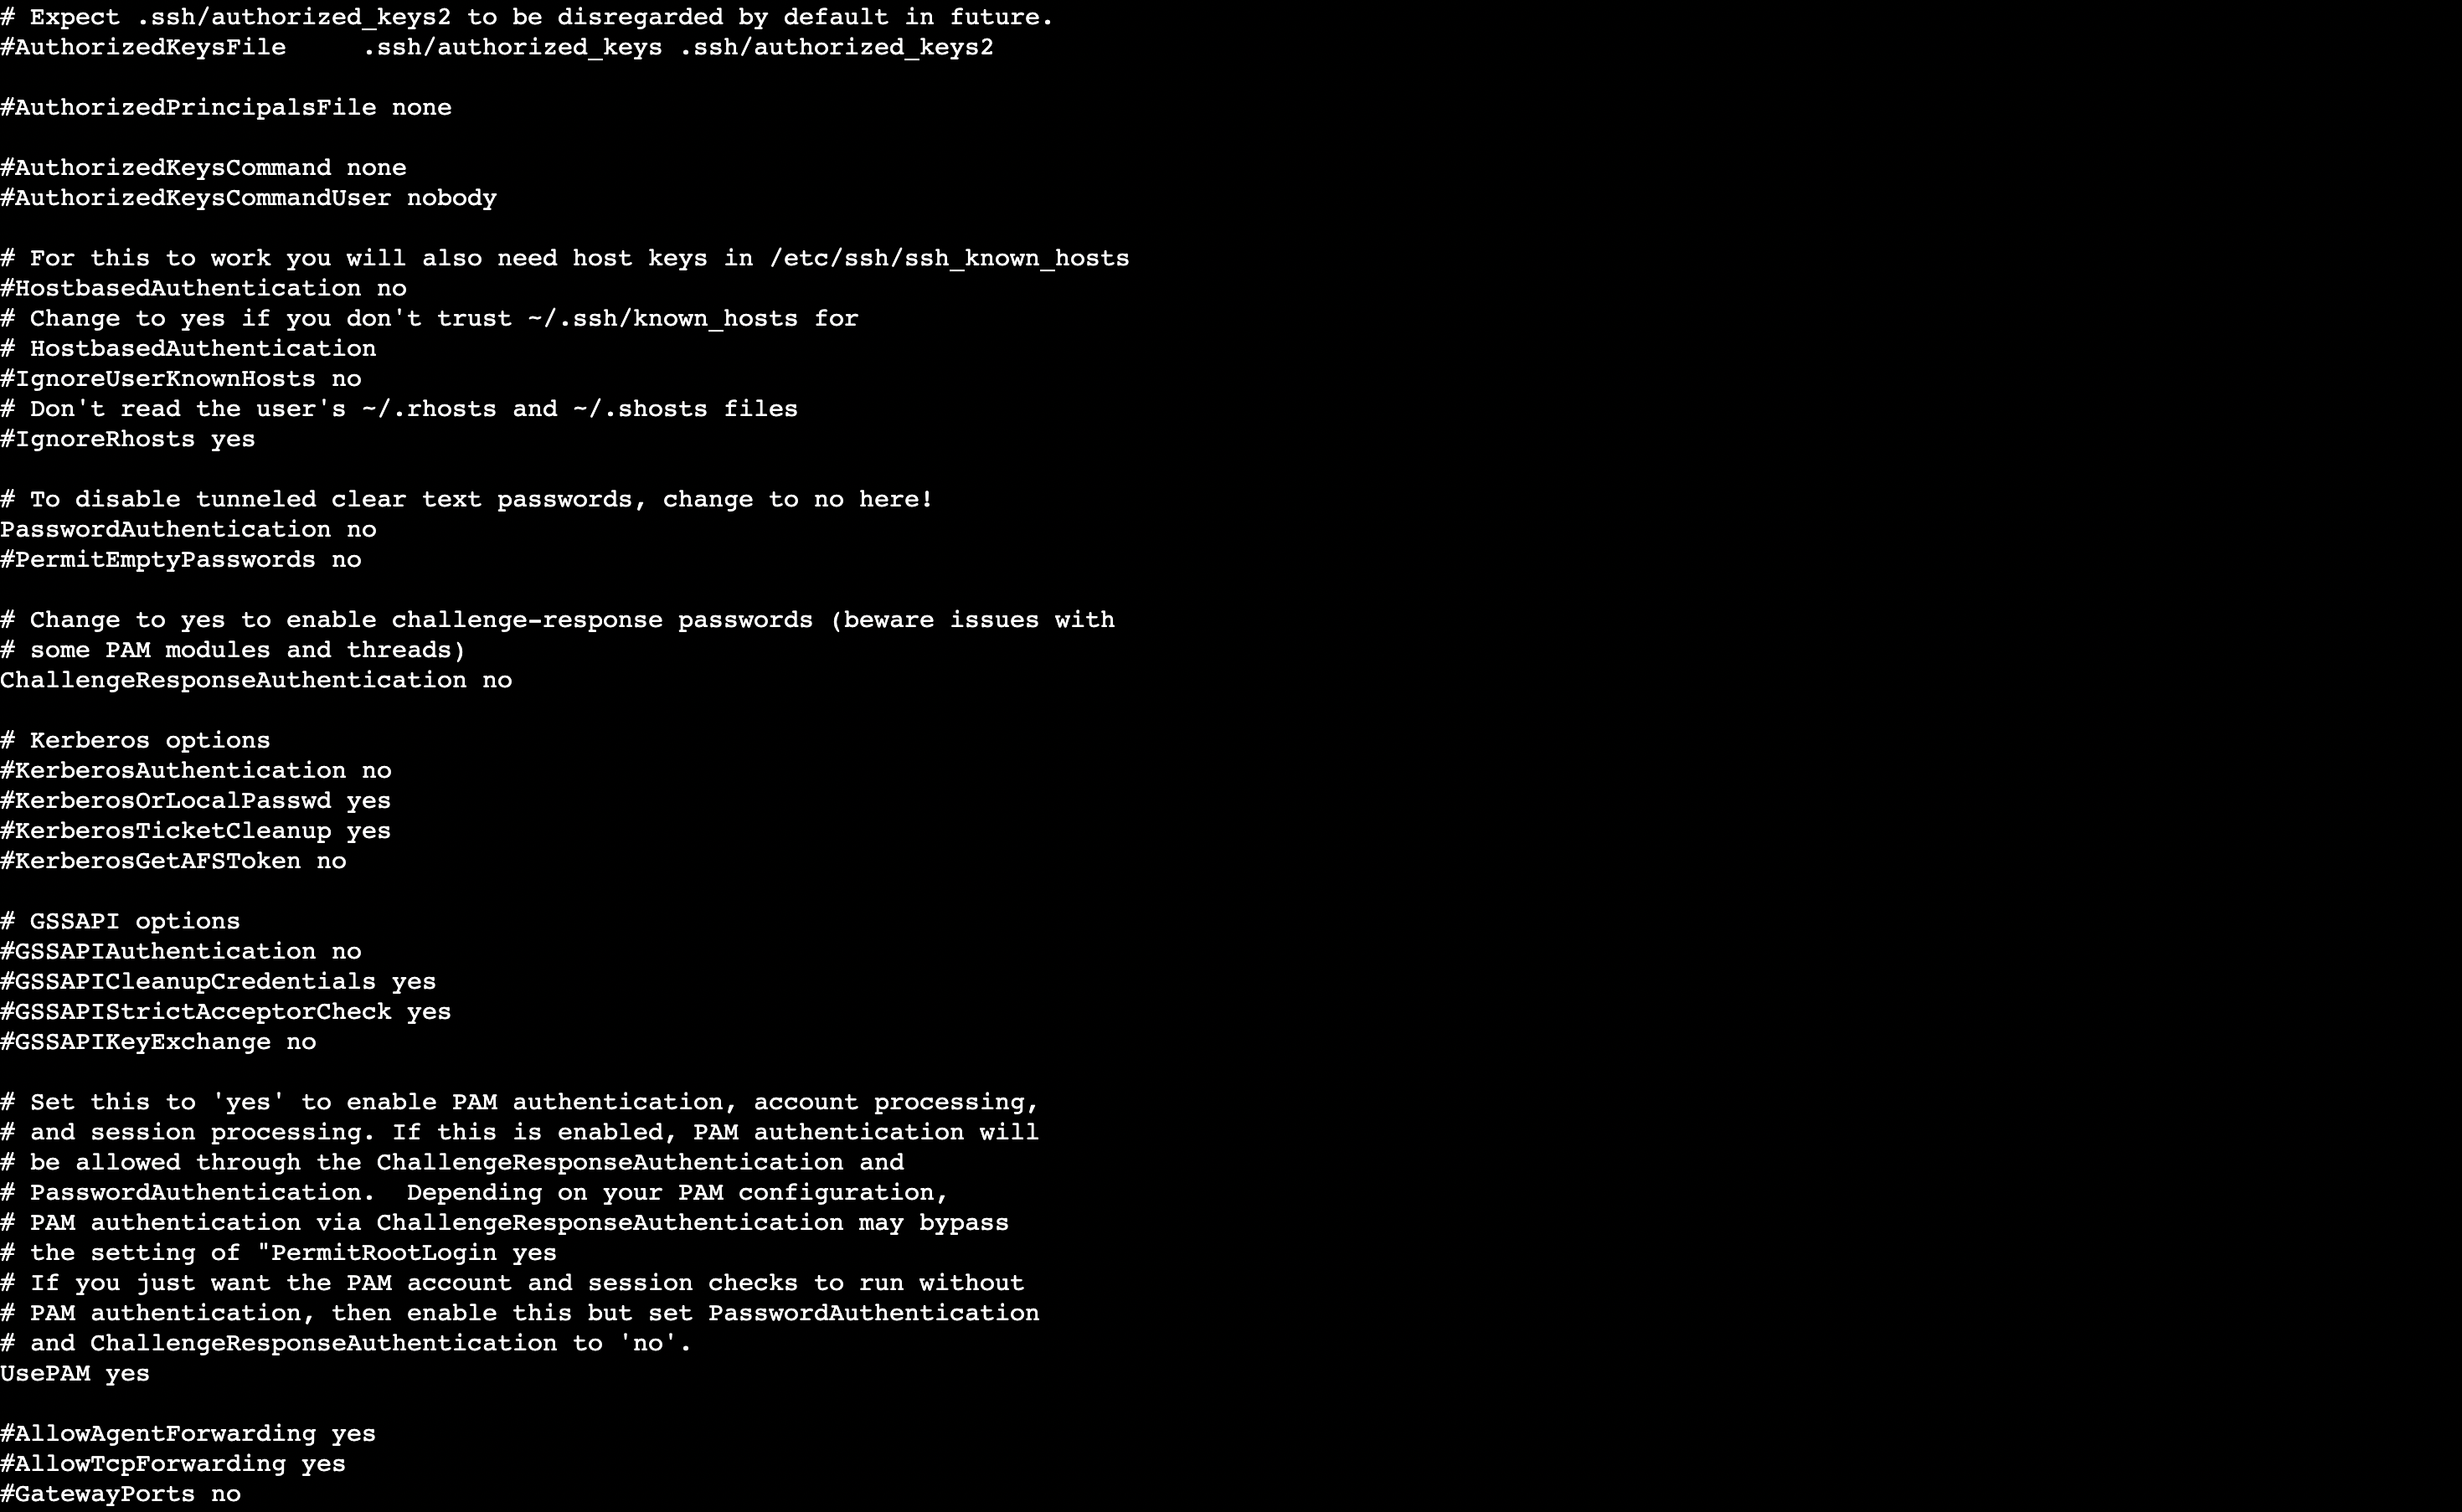 # Expect .ssh/authorized_keys2 to be disregarded by default in future.
#AuthorizedKeysFile     .ssh/authorized_keys .ssh/authorized_keys2

#AuthorizedPrincipalsFile none

#AuthorizedKeysCommand none
#AuthorizedKeysCommandUser nobody

# For this to work you will also need host keys in /etc/ssh/ssh_known_hosts
#HostbasedAuthentication no
# Change to yes if you don't trust ~/.ssh/known_hosts for
# HostbasedAuthentication
#IgnoreUserKnownHosts no
# Don't read the user's ~/.rhosts and ~/.shosts files
#IgnoreRhosts yes

# To disable tunneled clear text passwords, change to no here!
PasswordAuthentication no
#PermitEmptyPasswords no

# Change to yes to enable challenge-response passwords (beware issues with
# some PAM modules and threads)
ChallengeResponseAuthentication no

# Kerberos options
#KerberosAuthentication no
#KerberosOrLocalPasswd yes
#KerberosTicketCleanup yes
#KerberosGetAFSToken no

# GSSAPI options
#GSSAPIAuthentication no
#GSSAPICleanupCredentials yes
#GSSAPIStrictAcceptorCheck yes
#GSSAPIKeyExchange no

# Set this to 'yes' to enable PAM authentication, account processing,
# and session processing. If this is enabled, PAM authentication will
# be allowed through the ChallengeResponseAuthentication and
# PasswordAuthentication.  Depending on your PAM configuration,
# PAM authentication via ChallengeResponseAuthentication may bypass
# the setting of "PermitRootLogin yes
# If you just want the PAM account and session checks to run without
# PAM authentication, then enable this but set PasswordAuthentication
# and ChallengeResponseAuthentication to 'no'.
UsePAM yes

#AllowAgentForwarding yes
#AllowTcpForwarding yes
#GatewayPorts no